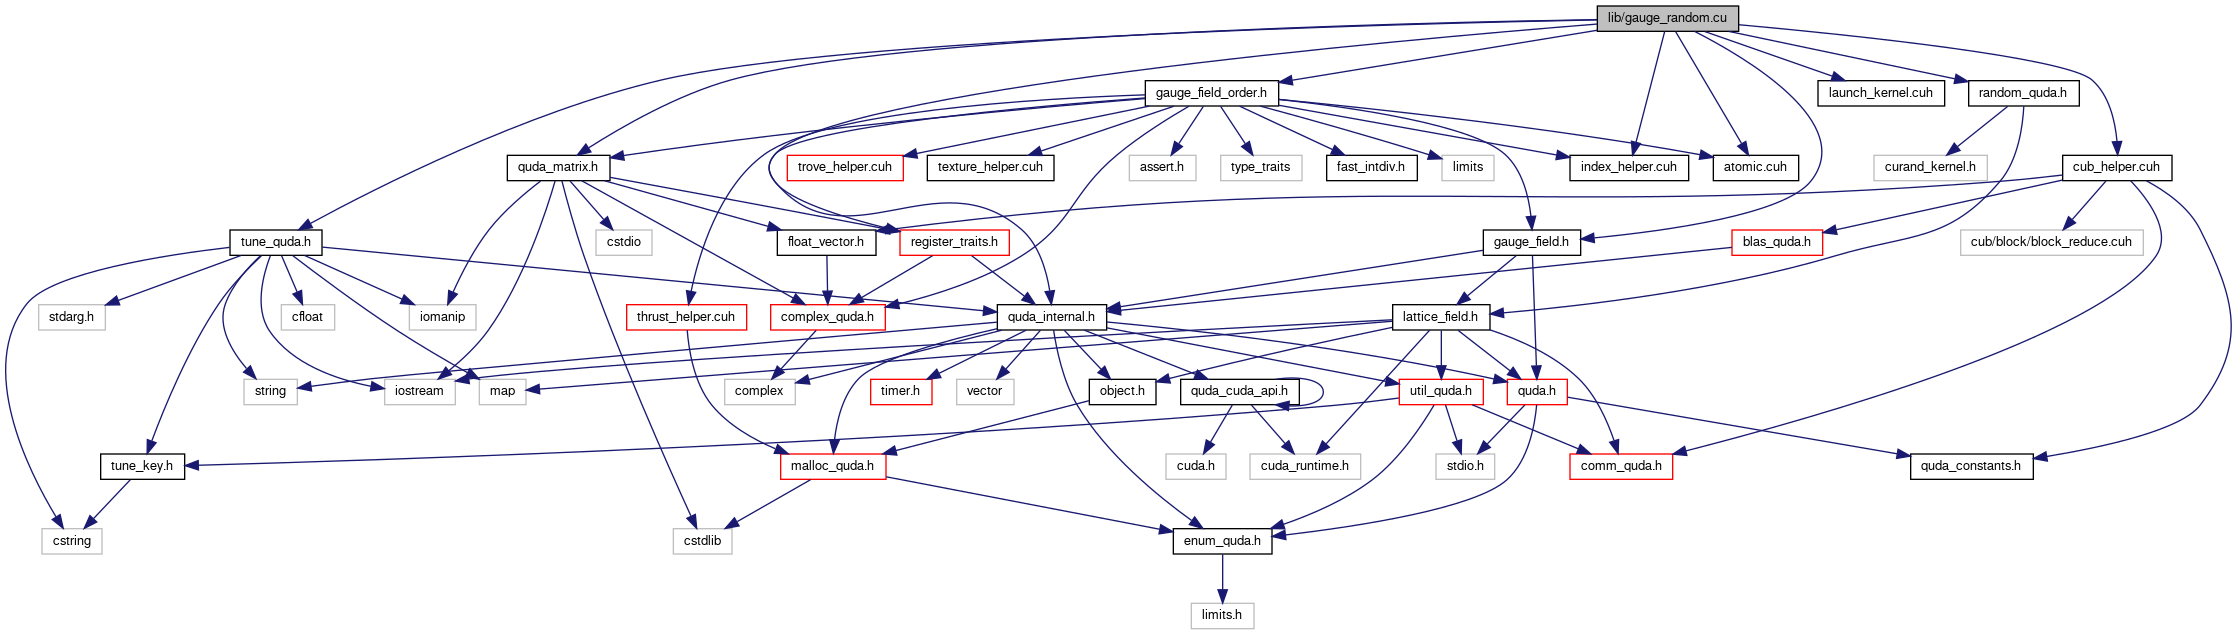 lib/gauge_random.cu
gauge_field_order.h
launch_kernel.cuh
random_quda.h
quda_matrix.h
trove_helper.cuh
texture_helper.cuh
assert.h
type_traits
fast_intdiv.h
limits
index_helper.cuh
atomic.cuh
curand_kernel.h
cub_helper.cuh
tune_quda.h
cstdio
float_vector.h
register_traits.h
gauge_field.h
blas_quda.h
cub/block/block_reduce.cuh
stdarg.h
cfloat
iomanip
thrust_helper.cuh
complex_quda.h
quda_internal.h
lattice_field.h
string
iostream
map
complex
timer.h
vector
object.h
quda_cuda_api.h
util_quda.h
quda.h
tune_key.h
malloc_quda.h
cuda.h
cuda_runtime.h
stdio.h
comm_quda.h
quda_constants.h
cstring
cstdlib
enum_quda.h
limits.h